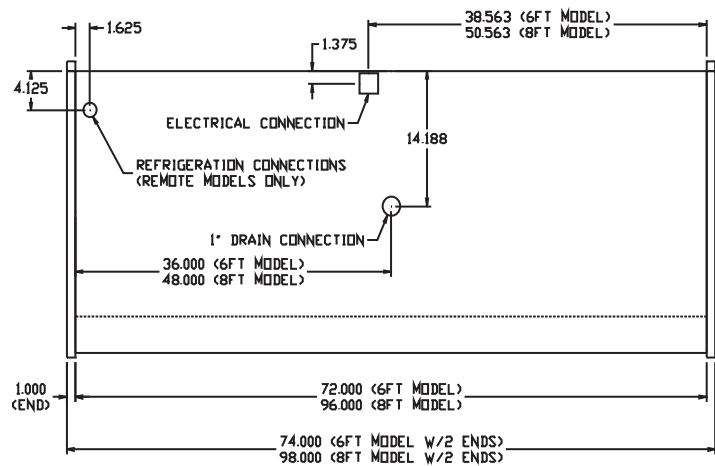 38.563 (6FT MODEL)
50.563 (8FT MODEL)
1.625
1.375
4.125
ELECTRICAL CONNECTION
14.188
REFRIGERATION CONNECTIONS
(REMOTE MODELS ONLY)
1" DRAIN CONNECTION
36.000 (6FT MODEL)
48.000 (8FT MODEL)
1.000
(END)
72.000 (6FT MODEL)
96.000 (8FT MODEL)
74.000 (6FT MODEL W/2 ENDS)
98.000 (8FT MODEL W/2 ENDS)